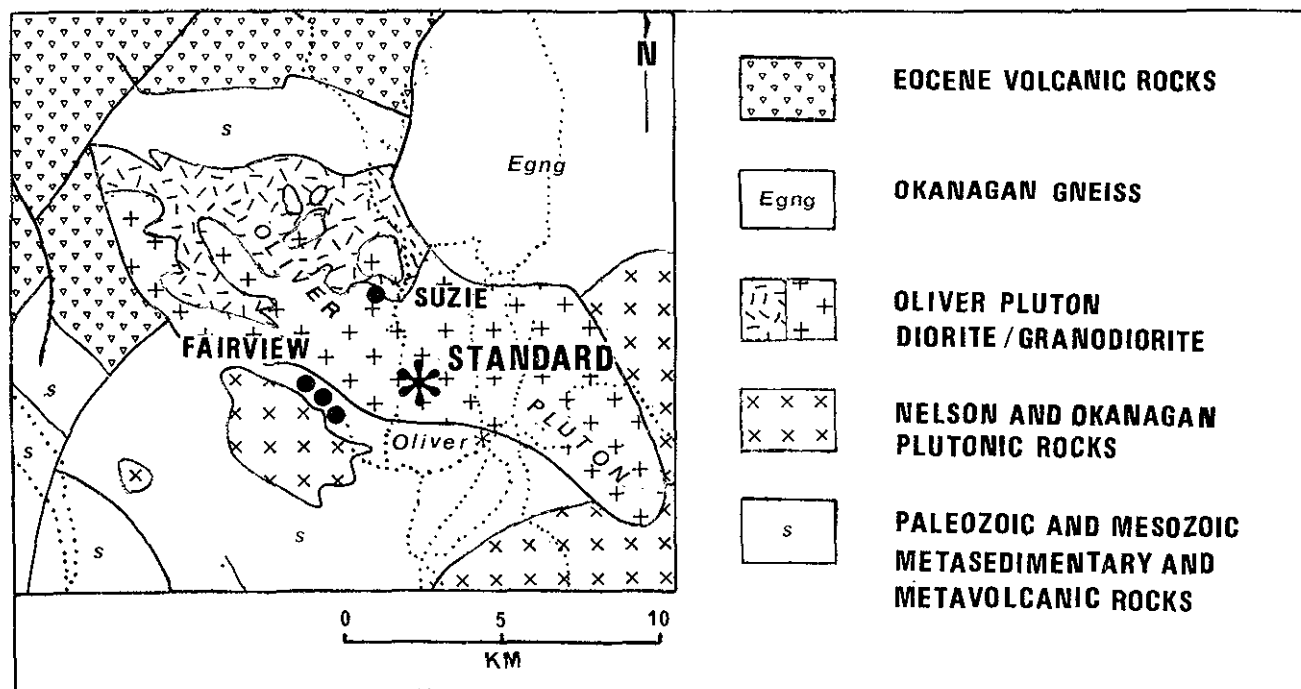 N
s
Egng
OLIVER
SUZIE
FAIRVIEW
STANDARD
s
Oliver
PLUTON
s
s
s
0 5 10
KM
EOCENE VOLCANIC ROCKS
Egng
OKANAGAN GNEISS
OLIVER PLUTON
DIORITE / GRANODIORITE
NELSON AND OKANAGAN
PLUTONIC ROCKS
s
PALEOZOIC AND MESOZOIC
METASEDIMENTARY AND
METAVOLCANIC ROCKS